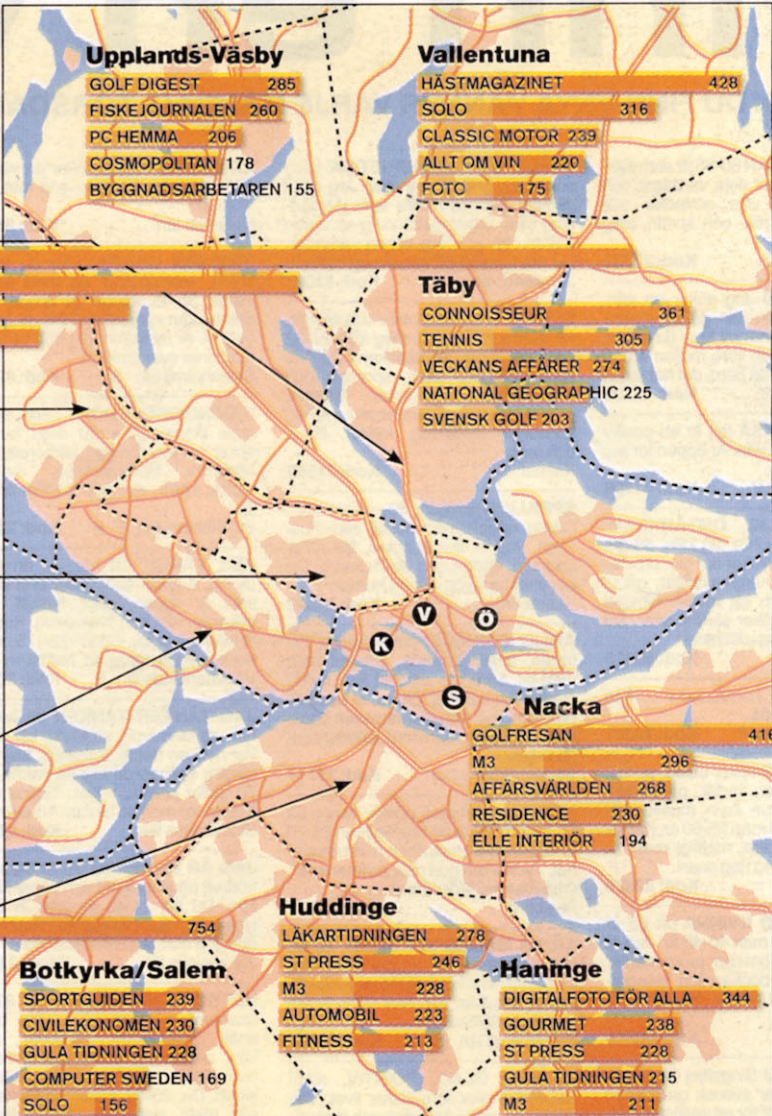 Upplands-Väsby
GOLF DIGEST 285
FISKEJOURNALEN 260
PC HEMMA 206
COSMOPOLITAN 178
BYGGNADSARBETAREN 155
Vallentuna
HÄSTMAGAZINET 428
SOLO 316
CLASSIC MOTOR 239
ALLT OM VIN 220
FOTO 175
Täby
CONNOISSEUR 361
TENNIS 305
VECKANS AFFÄRER 274
NATIONAL GEOGRAPHIC 225
SVENSK GOLF 203
V
Ö
K
S
Nacka
GOLFRESAN 416
M3 296
AFFÄRSVÄRLDEN 268
RESIDENCE 230
ELLE INTERIÖR 194
754
Botkyrka/Salem
SPORTGUIDEN 239
CIVILEKONOMEN 230
GULA TIDNINGEN 228
COMPUTER SWEDEN 169
SOLO 156
Huddinge
LÄKARTIDNINGEN 278
ST PRESS 246
M3 228
AUTOMOBIL 223
FITNESS 213
Haninge
DIGITALFOTO FÖR ALLA 344
GOURMET 238
ST PRESS 228
GULA TIDNINGEN 215
M3 211